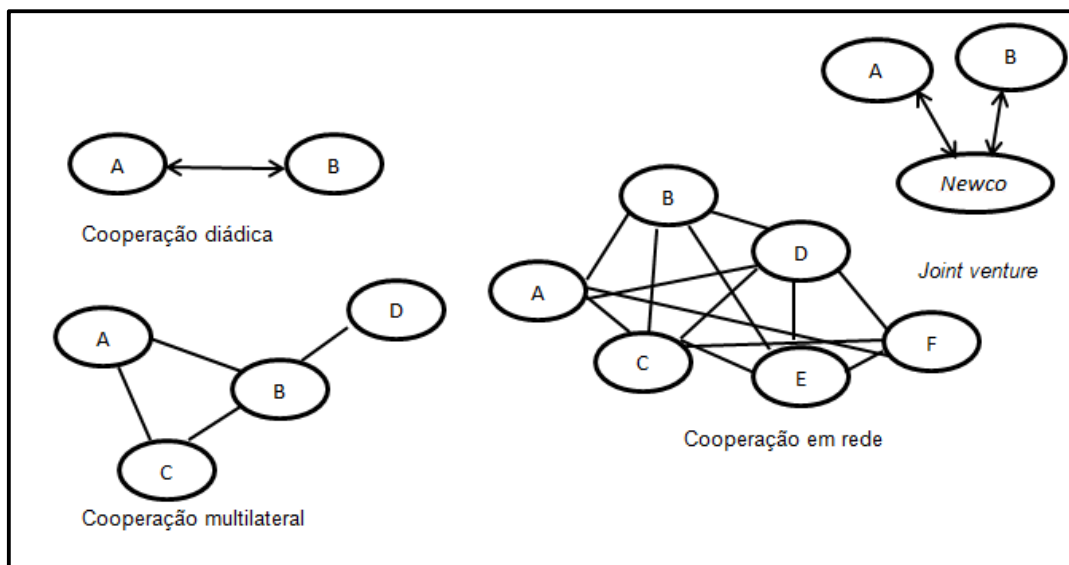 A
B
Cooperação diádica
A
B
Newco
Joint venture
A
B
C
D
Cooperação multilateral
A
B
C
D
E
F
Cooperação em rede